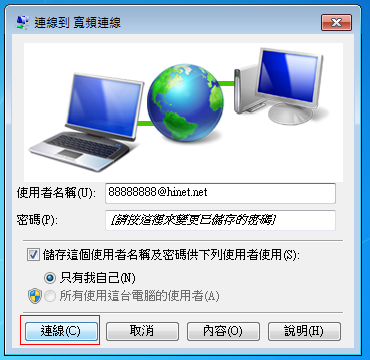 連線到 寬頻連線
使用者名稱(U): 88888888@hinet.net
密碼(P): [請按這裡來變更已儲存的密碼]
儲存這個使用者名稱及密碼供下列使用者使用(S):
只有我自己(N)
所有使用這台電腦的使用者(A)
連線(C) 取消 內容(O) 說明(H)